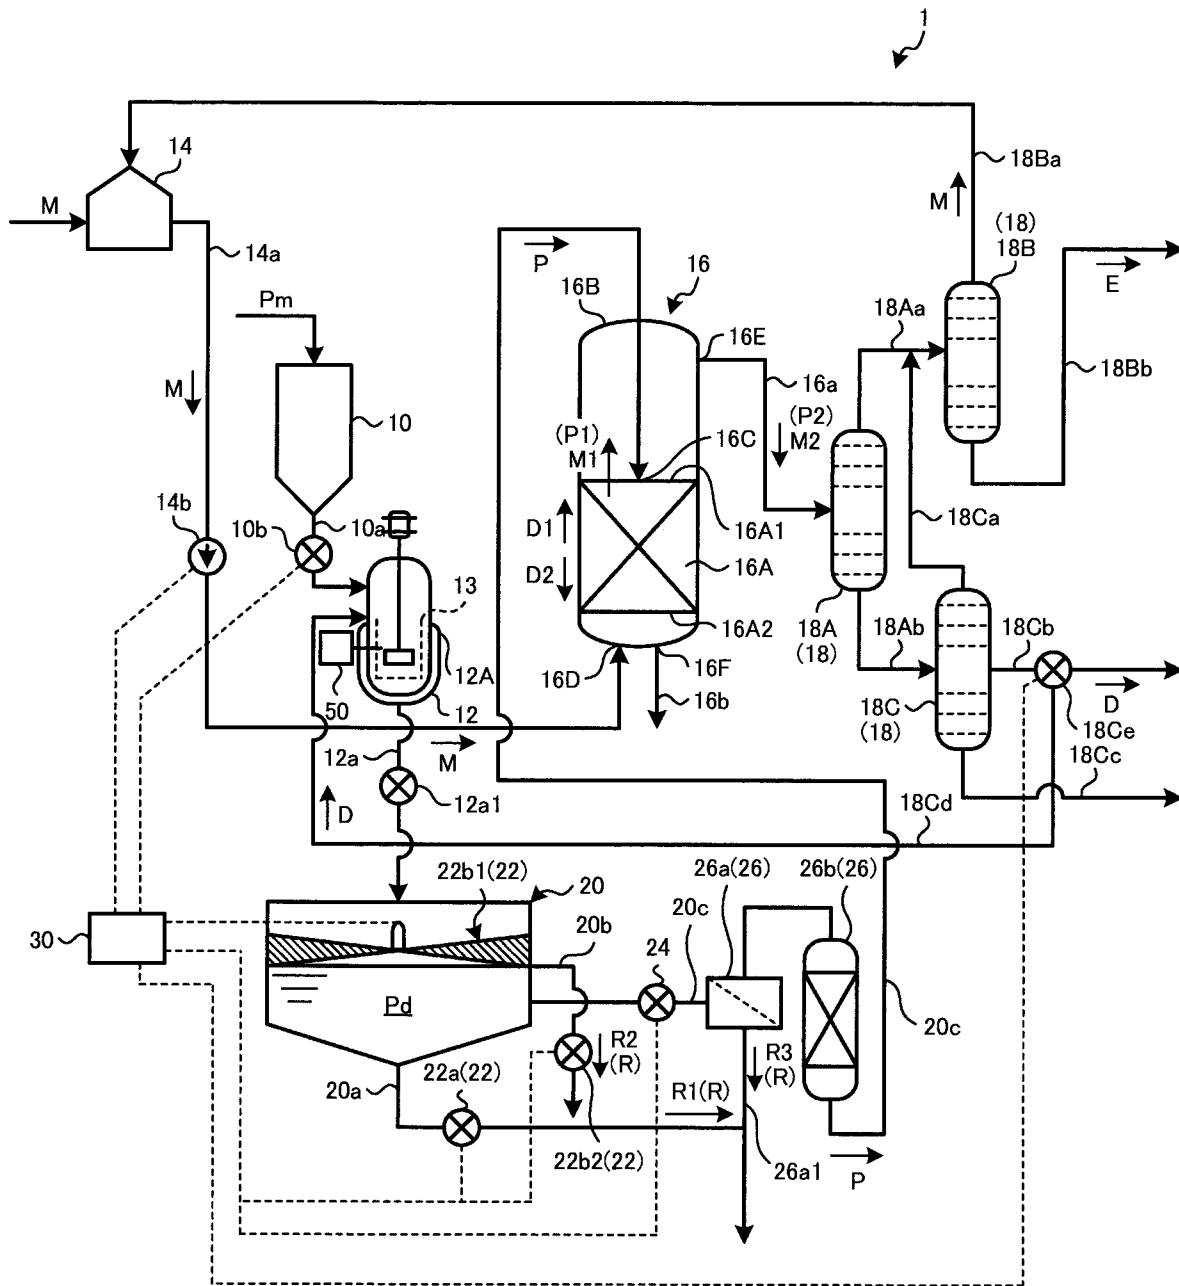 1
14
M
14a
M
Pm
10
14b
10b
10a
13
50
12A
12
12a
M
12a1
D
P
16B
16
16E
16a
(P1)
M1
16C
(P2)
M2
D1
D2
16A1
16A
16A2
16D
16F
16b
18Ba
M
(18)
18B
E
18Aa
18Bb
18Ca
18A
(18)
18Ab
18Cb
D
18C
(18)
18Ce
18Cc
18Cd
22b1(22)
20
20b
30
Pd
24
20c
26a(26)
26b(26)
20c
R2
(R)
R3
(R)
20a
22a(22)
R1(R)
22b2(22)
26a1
P